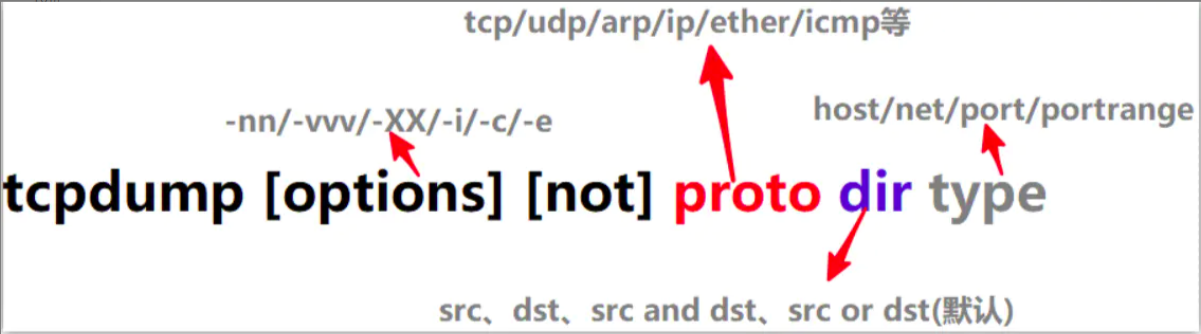 tcp/udp/arp/ip/ether/icmp等
host/net/port/portrange
-nn/-vvv/-XX/-i/-c/-e
tcpdump [options] [not] proto dir type
src、dst、src and dst、src or dst(默认)